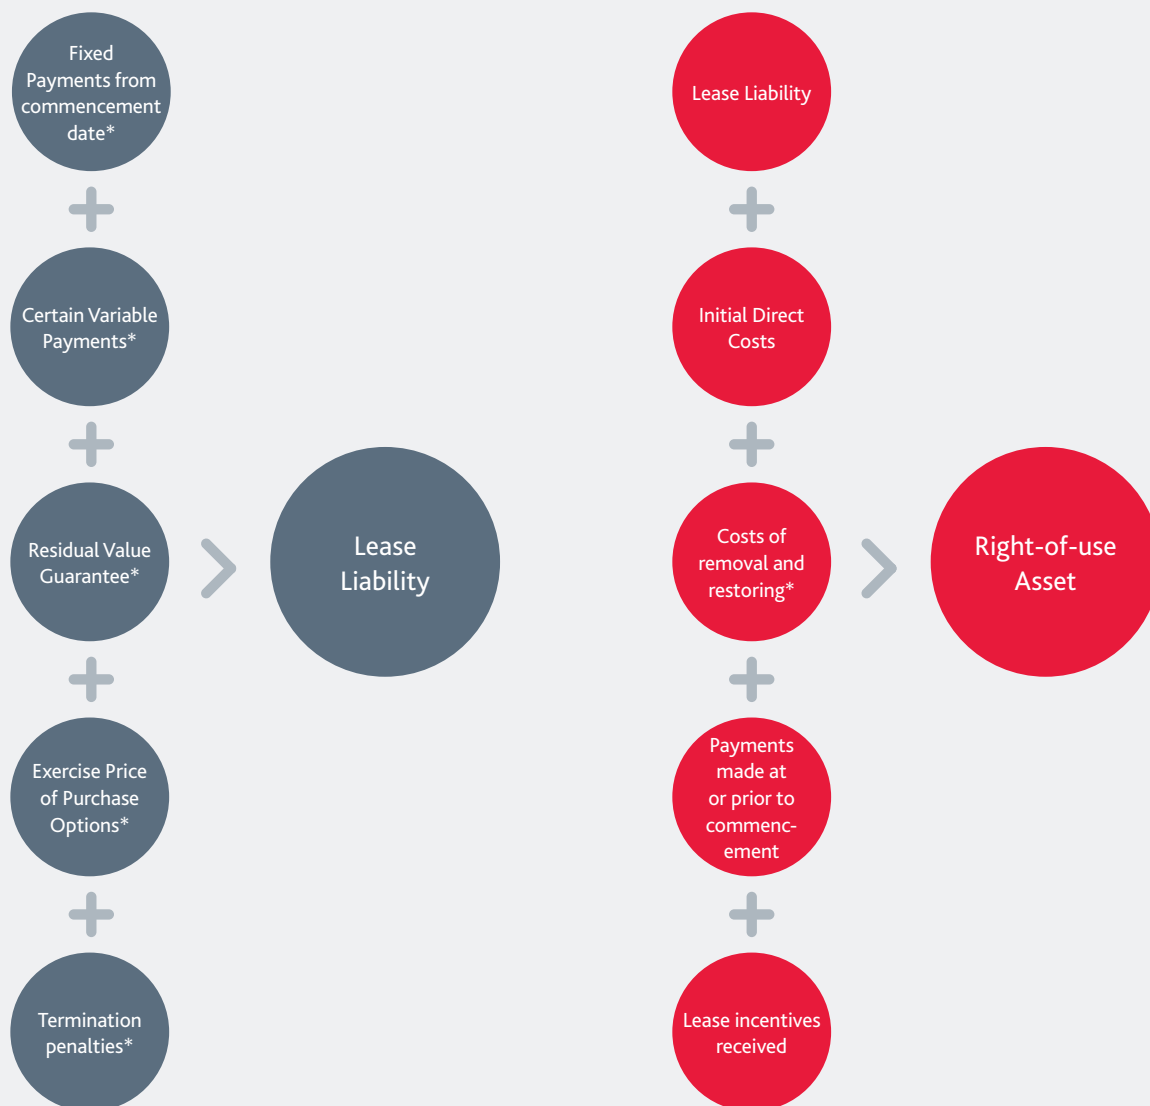 Fixed
Payments from
commencement
date*
Certain Variable
Payments*
Residual Value
Guarantee*
Exercise Price
of Purchase
Options*
Termination
penalties*
Lease
Liability
Lease Liability
Initial Direct
Costs
Costs of
removal and
restoring*
Payments
made at
or prior to
commenc-
ement
Lease incentives
received
Right-of-use
Asset